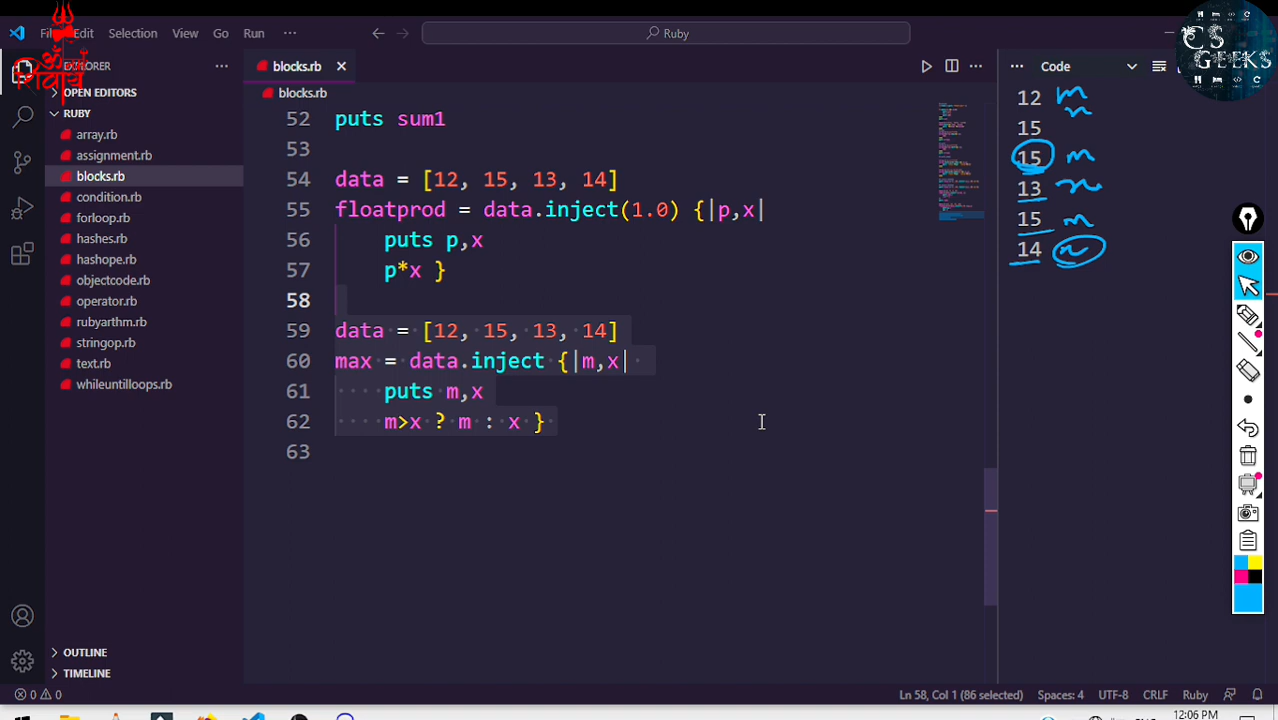 ॐ नमः
शिवाय
File Edit Selection View Go Run ··· Ruby
CS
GEEKS
EXPLORER ···
OPEN EDITORS
RUBY
array.rb
assignment.rb
blocks.rb
condition.rb
forloop.rb
hashes.rb
hashope.rb
objectcode.rb
operator.rb
rubyarthm.rb
stringop.rb
text.rb
whileuntilloops.rb
OUTLINE
TIMELINE
blocks.rb
blocks.rb
52 puts sum1
53
54 data = [12, 15, 13, 14]
55 floatprod = data.inject(1.0) {|p,x|
56 puts p,x
57 p*x }
58
59 data = [12, 15, 13, 14]
60 max = data.inject {|m,x|
61 puts m,x
62 m>x ? m : x }
63
··· Code
12 m
15
15 m
13 x
15 m
14 x
0 0
Ln 58, Col 1 (86 selected) Spaces: 4 UTF-8 CRLF Ruby
12:06 PM